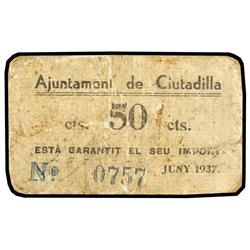 Ajuntament de Ciutadilla
cts. 50 cts.
ESTÀ GARANTIT EL SEU IMPORT
Nº 0757 JUNY 1937.